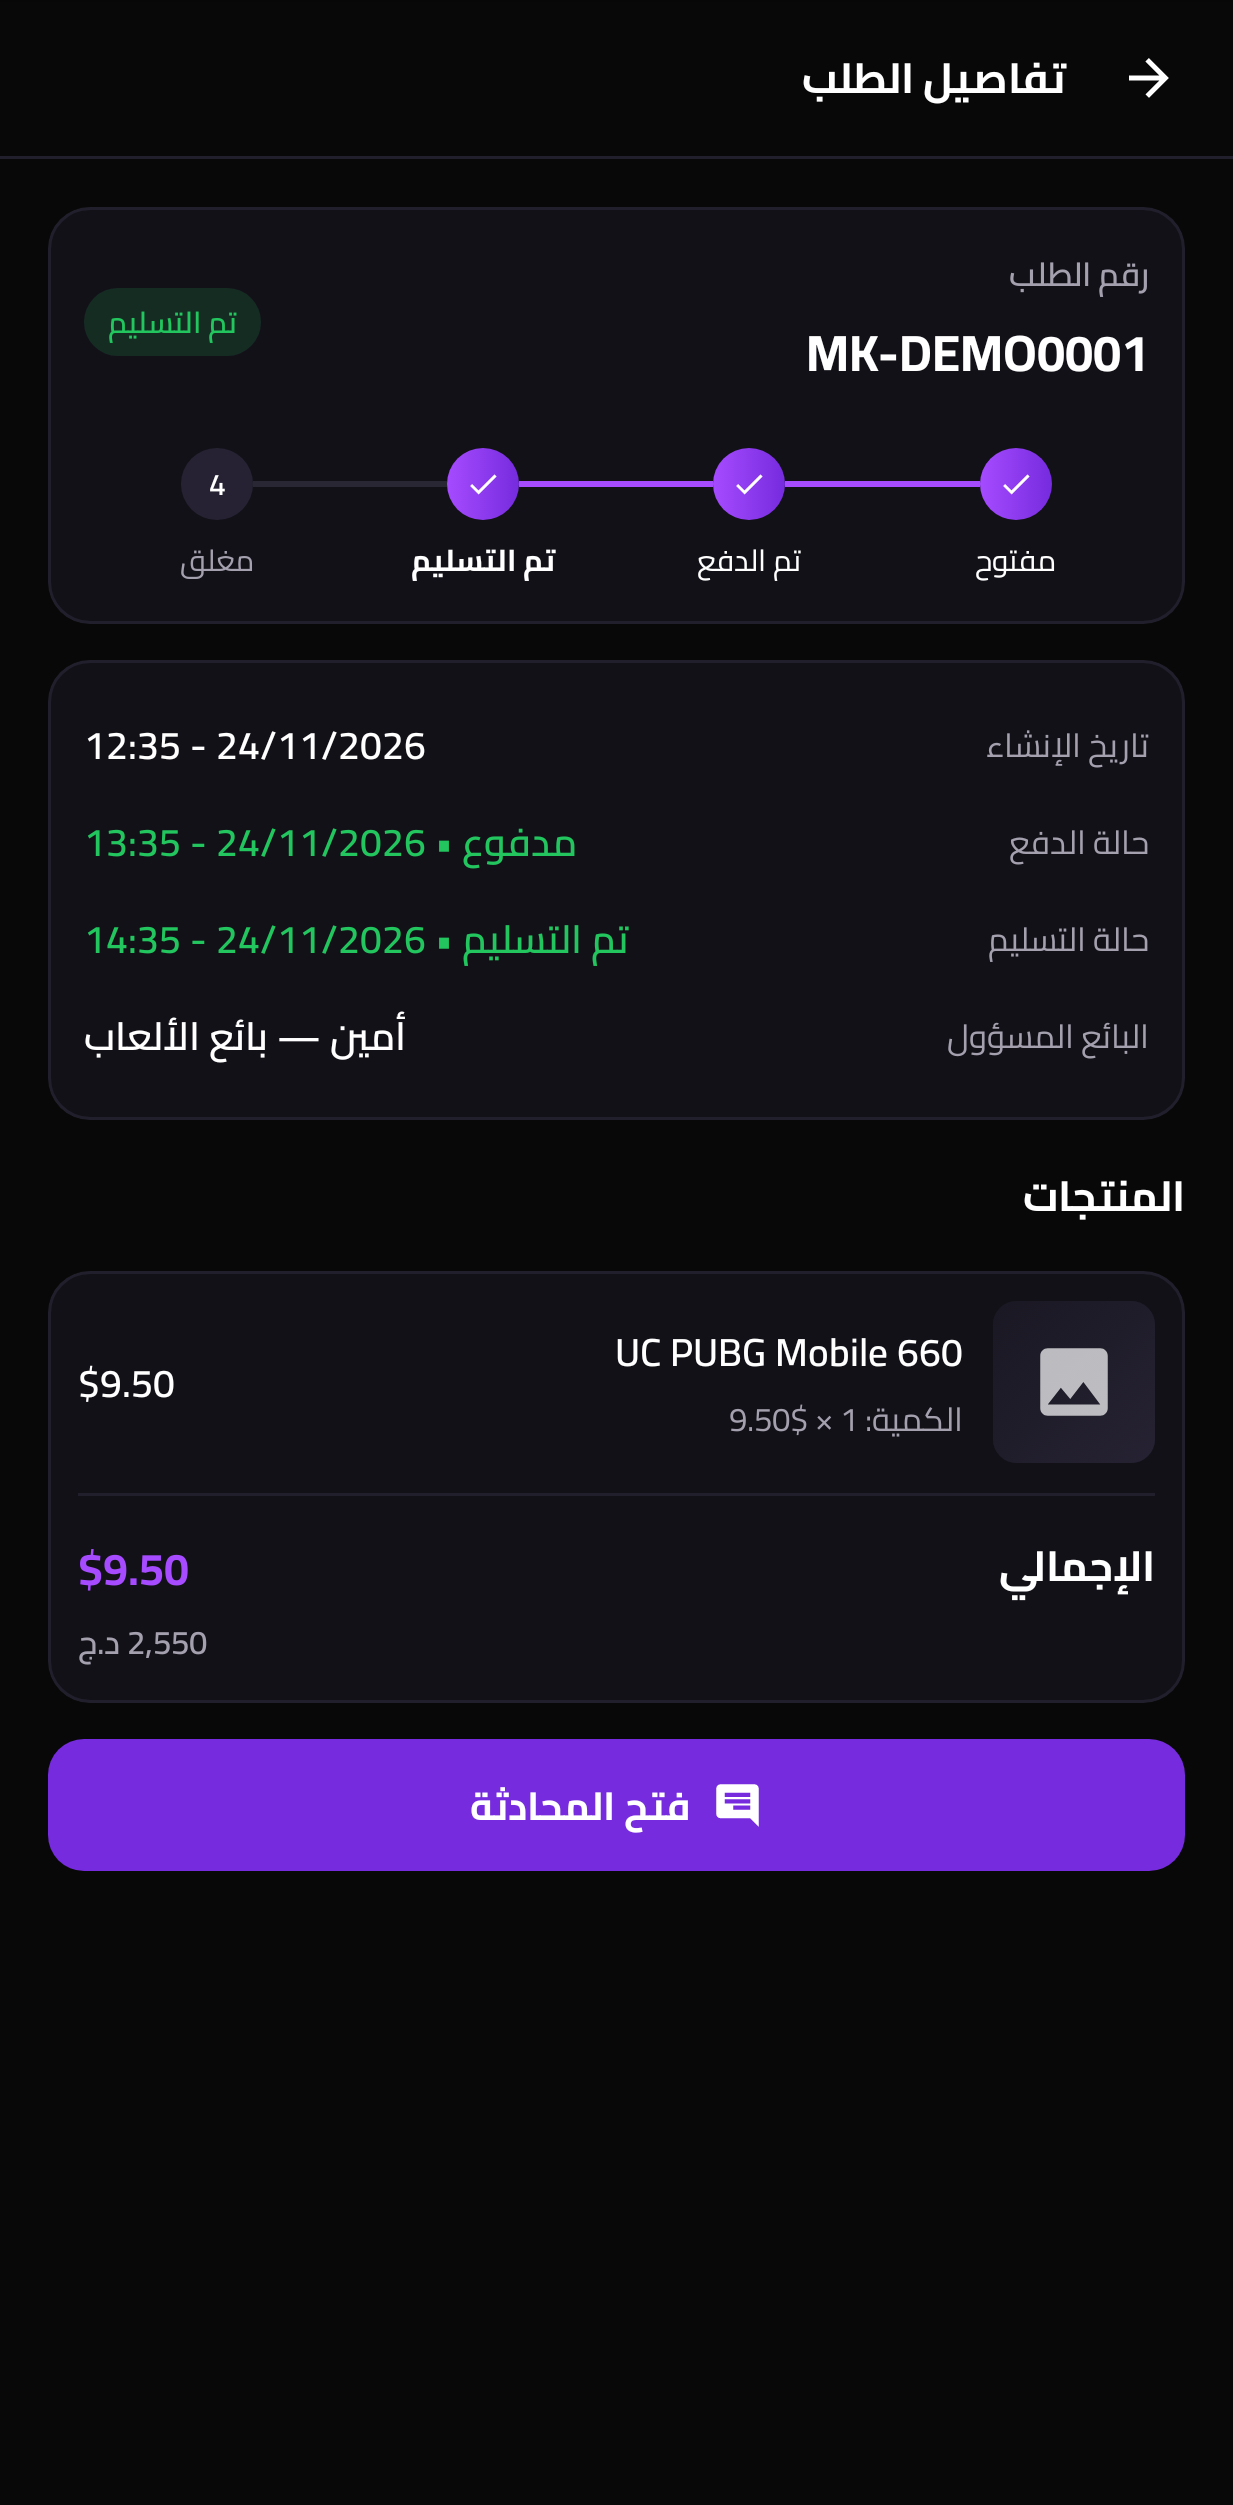 تفاصيل الطلب
رقم الطلب
MK-DEMO0001
تم التسليم
مفتوح
تم الدفع
تم التسليم
4
مغلق
تاريخ الإنشاء
12:35 - 24/11/2026
حالة الدفع
مدفوع ▪ 24/11/2026 - 13:35
حالة التسليم
تم التسليم ▪ 24/11/2026 - 14:35
البائع المسؤول
أمين — بائع الألعاب
المنتجات
UC PUBG Mobile 660
الكمية: 1 × $9.50
$9.50
الإجمالي
$9.50
2,550 د.ج
فتح المحادثة